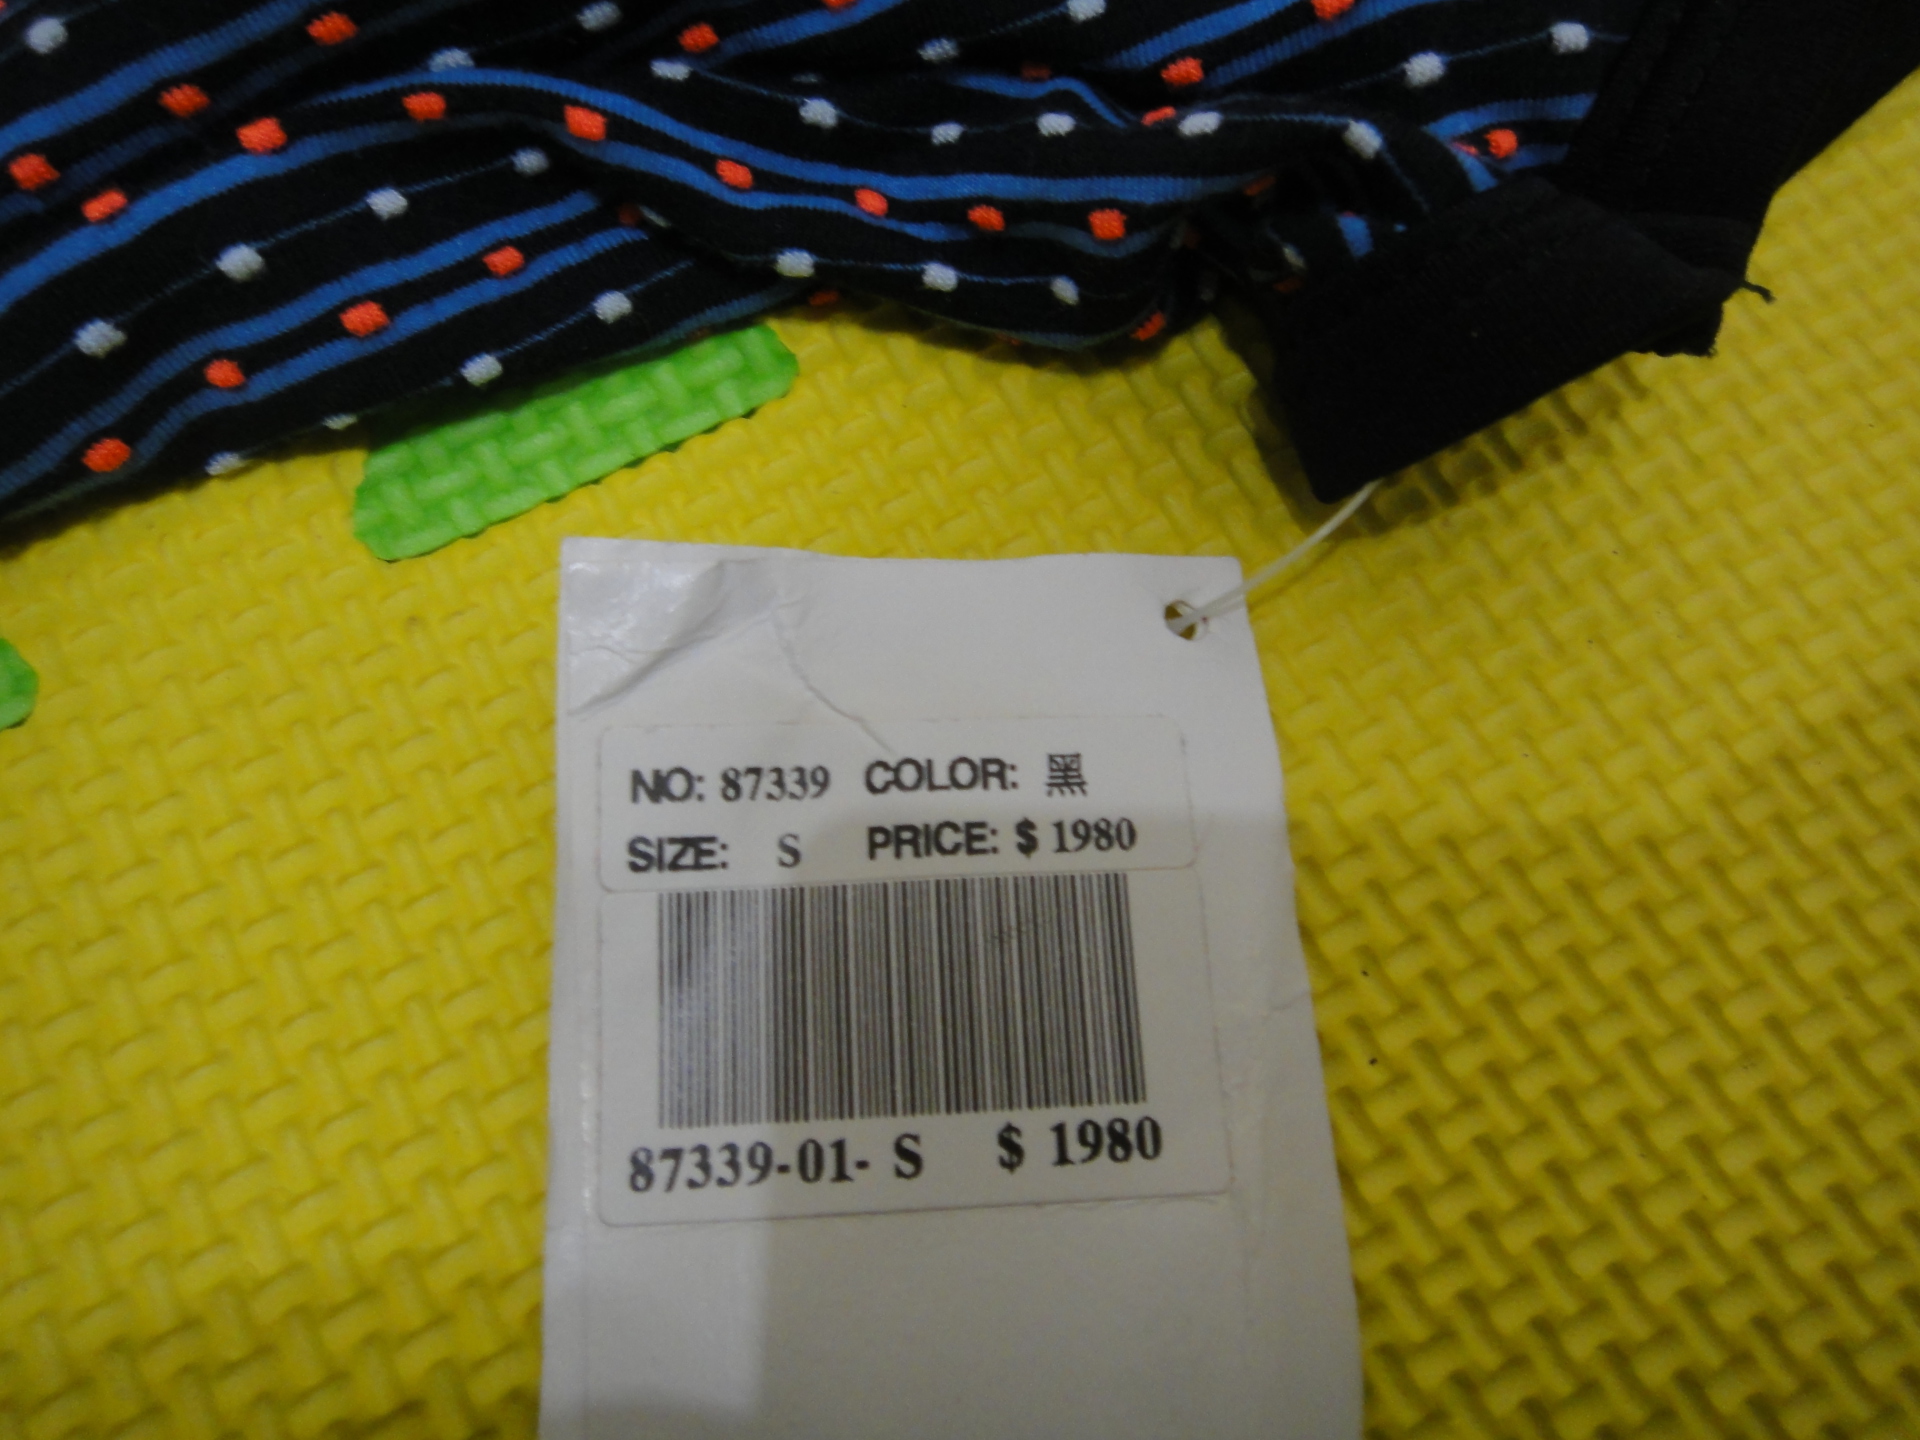 NO: 87339 COLOR: 黑
SIZE: S PRICE: $ 1980
87339-01- S $ 1980